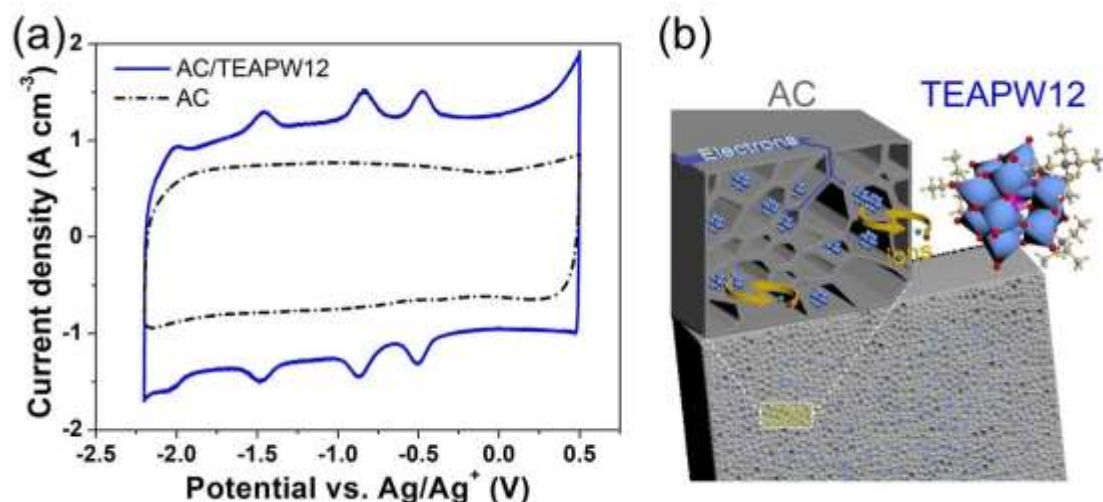 (a)
2
1
0
-1
-2
Current density (A cm⁻³)
AC/TEAPW12
AC
-2.5 -2.0 -1.5 -1.0 -0.5 0.0 0.5
Potential vs. Ag/Ag⁺ (V)
(b)
AC
TEAPW12
Electrons
ions